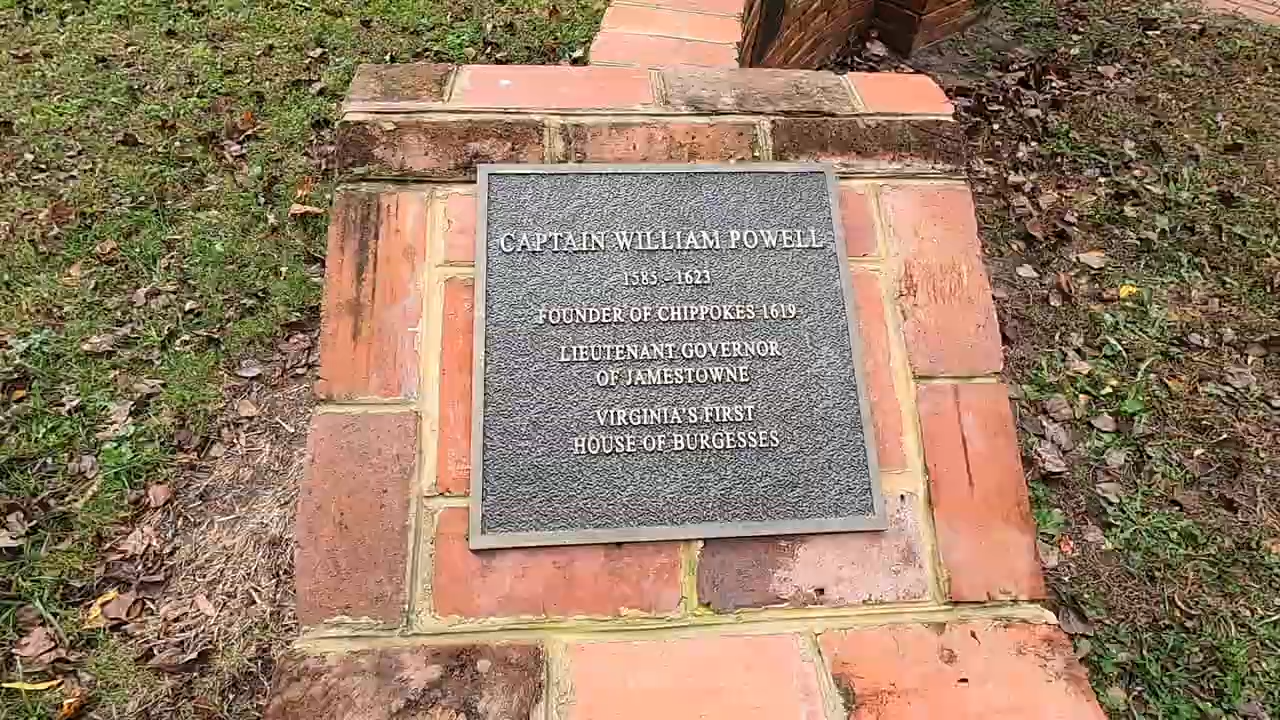 CAPTAIN WILLIAM POWELL
1585 - 1623
FOUNDER OF CHIPPOKES 1619
LIEUTENANT GOVERNOR
OF JAMESTOWNE
VIRGINIA'S FIRST
HOUSE OF BURGESSES